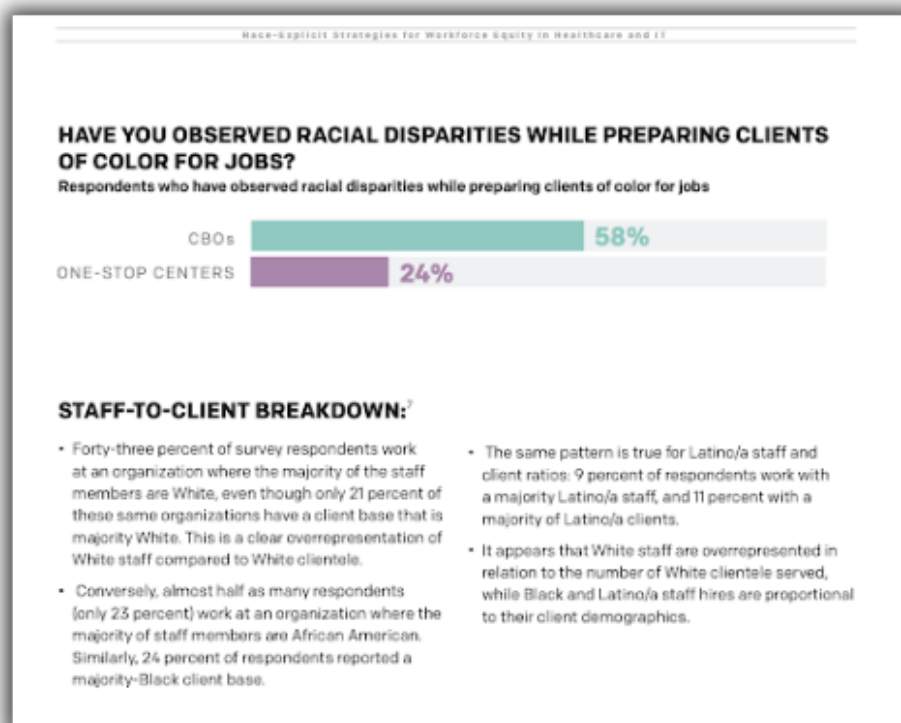 Race-Explicit Strategies for Workforce Equity in Healthcare and IT
HAVE YOU OBSERVED RACIAL DISPARITIES WHILE PREPARING CLIENTS
OF COLOR FOR JOBS?
Respondents who have observed racial disparities while preparing clients of color for jobs
CBOs 58%
ONE-STOP CENTERS 24%
STAFF-TO-CLIENT BREAKDOWN:7
• Forty-three percent of survey respondents work
at an organization where the majority of the staff
members are White, even though only 21 percent of
these same organizations have a client base that is
majority White. This is a clear overrepresentation of
White staff compared to White clientele.
• Conversely, almost half as many respondents
(only 23 percent) work at an organization where the
majority of staff members are African American.
Similarly, 24 percent of respondents reported a
majority-Black client base.
• The same pattern is true for Latino/a staff and
client ratios: 9 percent of respondents work with
a majority Latino/a staff, and 11 percent with a
majority of Latino/a clients.
• It appears that White staff are overrepresented in
relation to the number of White clientele served,
while Black and Latino/a staff hires are proportional
to their client demographics.